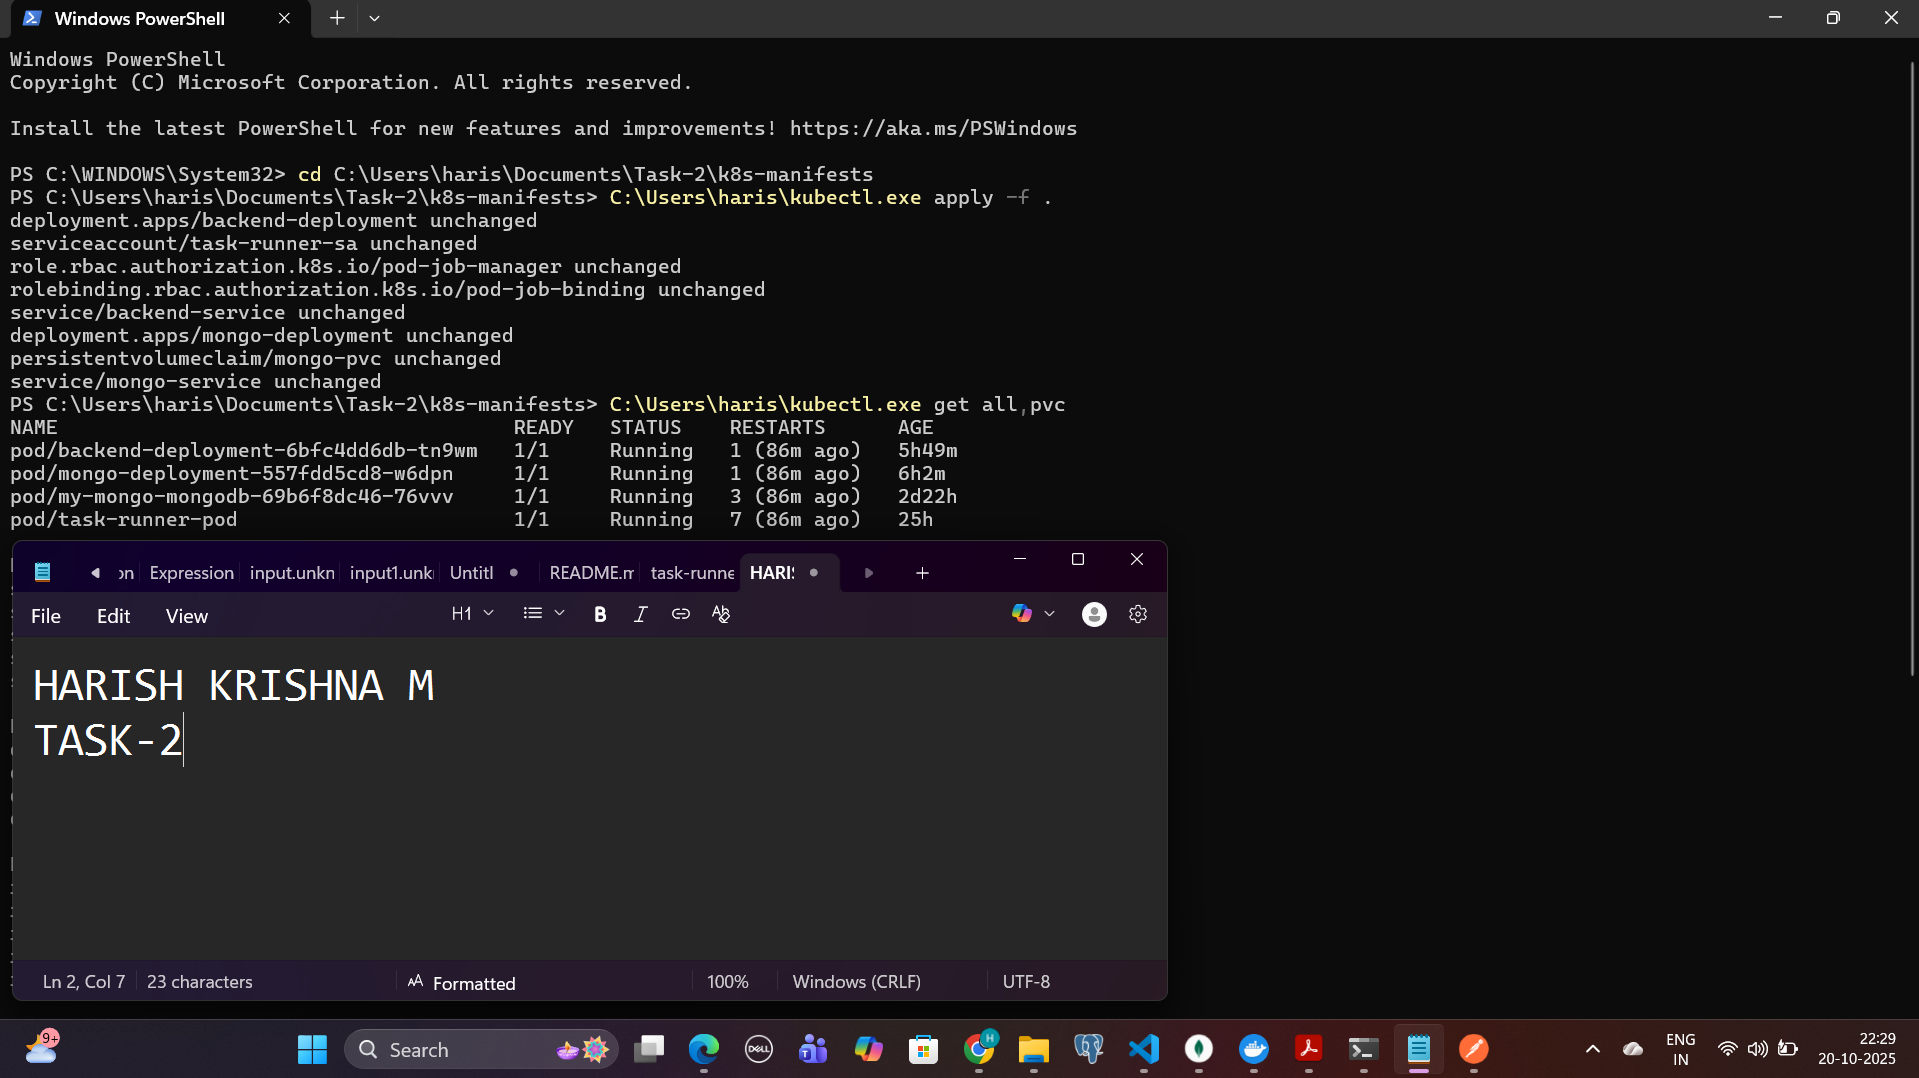 Windows PowerShell
Windows PowerShell
Copyright (C) Microsoft Corporation. All rights reserved.
Install the latest PowerShell for new features and improvements! https://aka.ms/PSWindows
PS C:\WINDOWS\System32> cd C:\Users\haris\Documents\Task-2\k8s-manifests
PS C:\Users\haris\Documents\Task-2\k8s-manifests> C:\Users\haris\kubectl.exe apply -f .
deployment.apps/backend-deployment unchanged
serviceaccount/task-runner-sa unchanged
role.rbac.authorization.k8s.io/pod-job-manager unchanged
rolebinding.rbac.authorization.k8s.io/pod-job-binding unchanged
service/backend-service unchanged
deployment.apps/mongo-deployment unchanged
persistentvolumeclaim/mongo-pvc unchanged
service/mongo-service unchanged
PS C:\Users\haris\Documents\Task-2\k8s-manifests> C:\Users\haris\kubectl.exe get all,pvc
NAME READY STATUS RESTARTS AGE
pod/backend-deployment-6bfc4dd6db-tn9wm 1/1 Running 1 (86m ago) 5h49m
pod/mongo-deployment-557fdd5cd8-w6dpn 1/1 Running 1 (86m ago) 6h2m
pod/my-mongo-mongodb-69b6f8dc46-76vvv 1/1 Running 3 (86m ago) 2d22h
pod/task-runner-pod 1/1 Running 7 (86m ago) 25h
on Expression input.unkn input1.unk Untitl README.m task-runne HARIS
File Edit View H1 B I
HARISH KRISHNA M
TASK-2
Ln 2, Col 7 23 characters Formatted 100% Windows (CRLF) UTF-8
9+ Search DELL H ENG 22:29
IN 20-10-2025